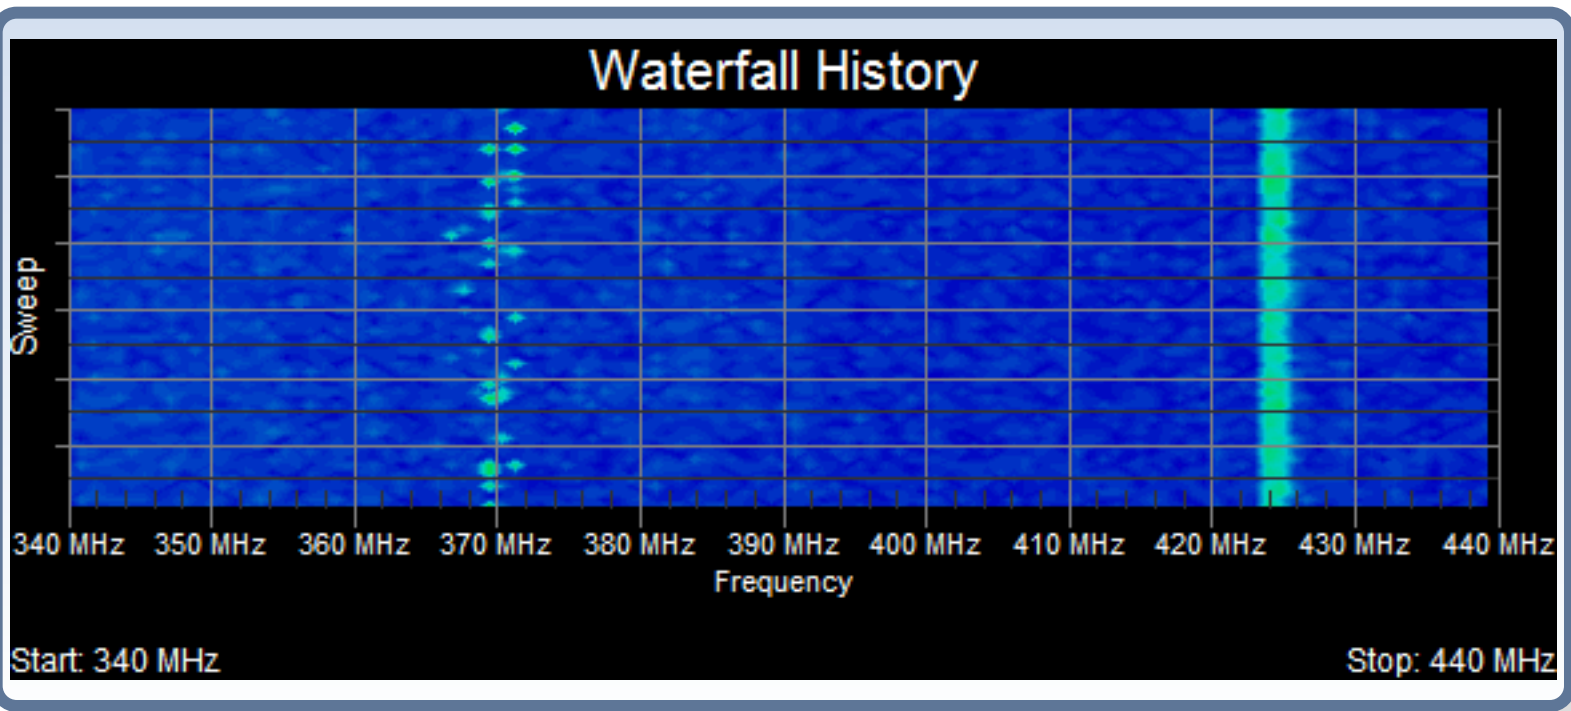 Waterfall History
Sweep
340 MHz 350 MHz 360 MHz 370 MHz 380 MHz 390 MHz 400 MHz 410 MHz 420 MHz 430 MHz 440 MHz
Frequency
Start: 340 MHz Stop: 440 MHz